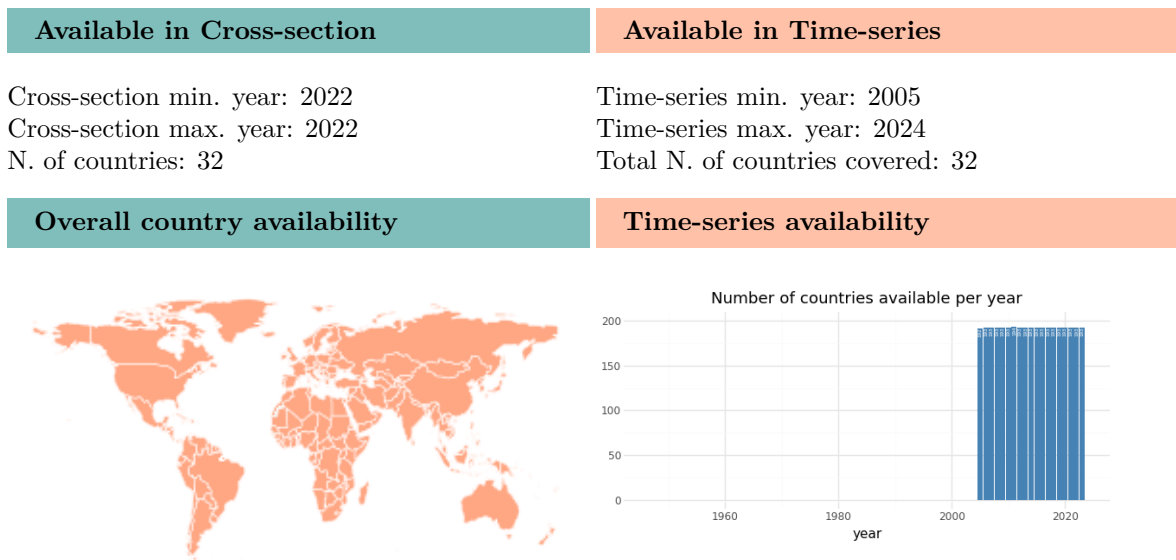 Available in Cross-section
Available in Time-series
Cross-section min. year: 2022
Cross-section max. year: 2022
N. of countries: 32
Time-series min. year: 2005
Time-series max. year: 2024
Total N. of countries covered: 32
Overall country availability
Time-series availability
Number of countries available per year
200
150
100
50
0
1960
1980
2000
2020
year